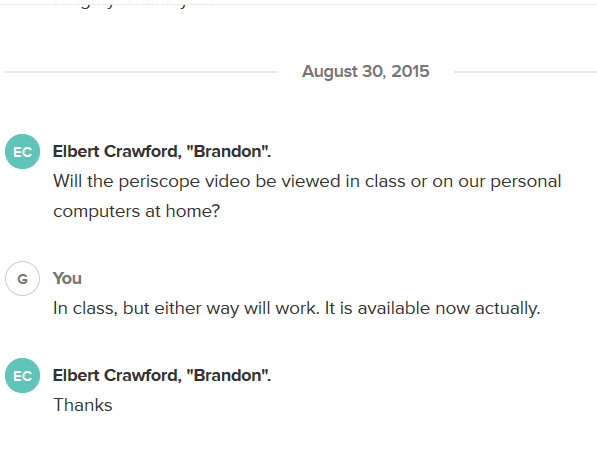 August 30, 2015
EC
Elbert Crawford, "Brandon".
Will the periscope video be viewed in class or on our personal
computers at home?
G
You
In class, but either way will work. It is available now actually.
EC
Elbert Crawford, "Brandon".
Thanks